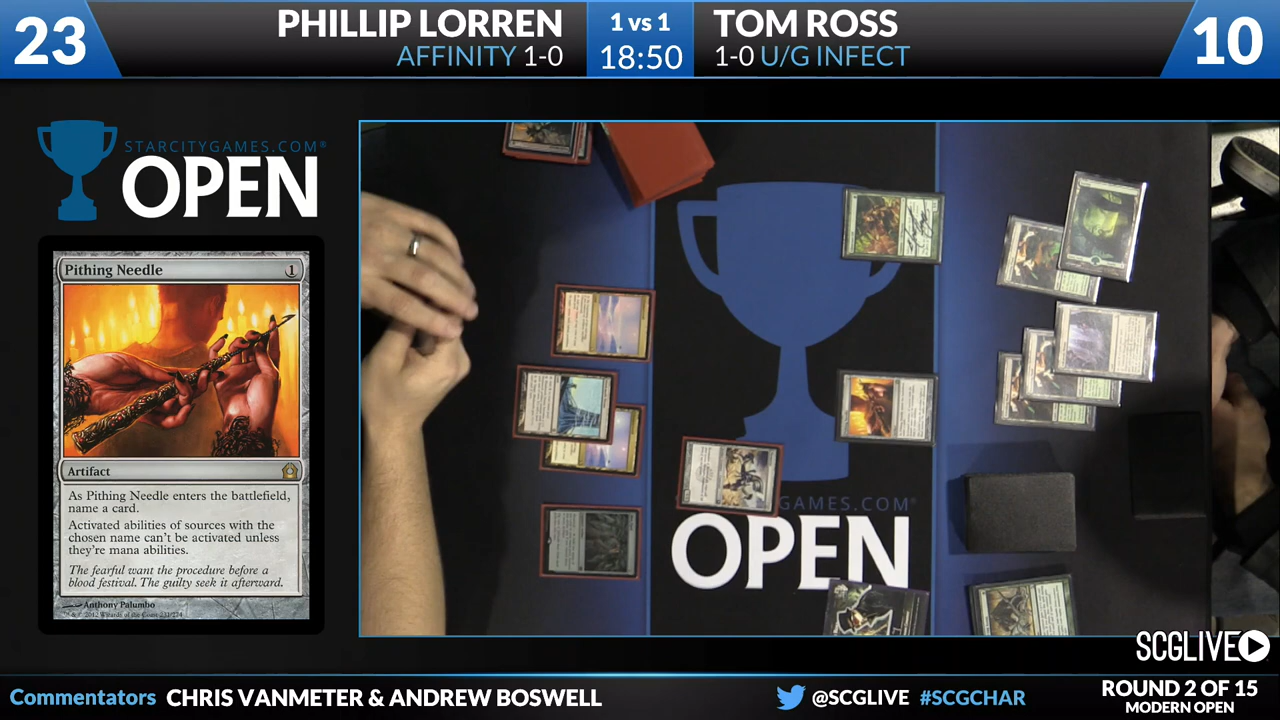 23
PHILLIP LORREN
AFFINITY 1-0
1 vs 1
18:50
TOM ROSS
1-0 U/G INFECT
10
STARCITYGAMES.COM®
OPEN
Pithing Needle 1
Artifact
As Pithing Needle enters the battlefield,
name a card.
Activated abilities of sources with the
chosen name can't be activated unless
they're mana abilities.
The fearful want the procedure before a
blood festival. The guilty seek it afterward.
Anthony Palumbo
GAMES.COM®
OPEN
SCGLIVE
Commentators CHRIS VANMETER & ANDREW BOSWELL
@SCGLIVE #SCGCHAR
ROUND 2 OF 15
MODERN OPEN